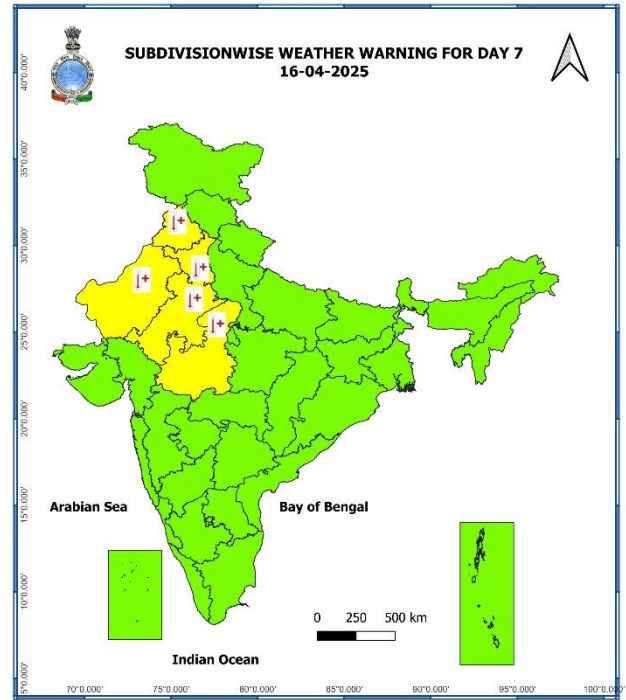 SUBDIVISIONWISE WEATHER WARNING FOR DAY 7
16-04-2025
40°0.000'
35°0.000'
30°0.000'
25°0.000'
20°0.000'
15°0.000'
10°0.000'
5°0.000'
Arabian Sea
Bay of Bengal
0 250 500 km
Indian Ocean
70°0.000' 75°0.000' 80°0.000' 85°0.000' 90°0.000' 95°0.000' 100°0.000'